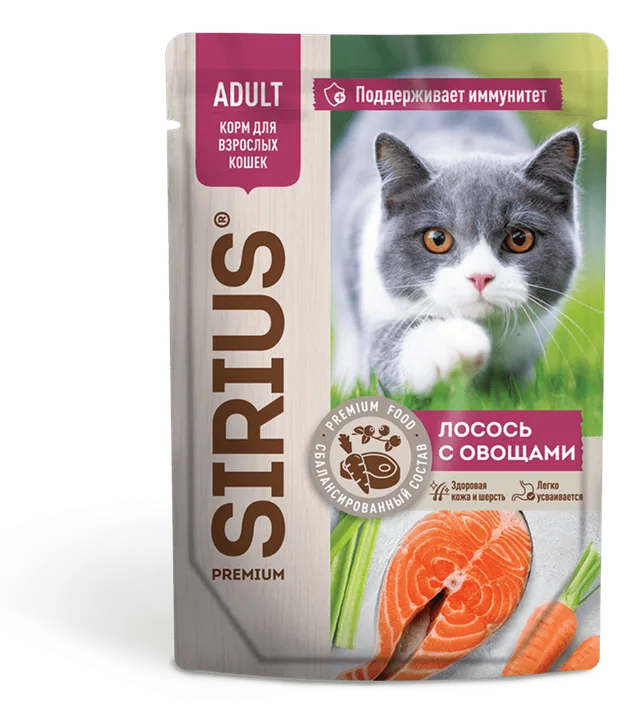 ADULT
КОРМ ДЛЯ
ВЗРОСЛЫХ
КОШЕК
Поддерживает иммунитет
SIRIUS®
PREMIUM
PREMIUM FOOD
СБАЛАНСИРОВАННЫЙ СОСТАВ
ЛОСОСЬ
С ОВОЩАМИ
Здоровая
кожа и шерсть
Легко
усваивается